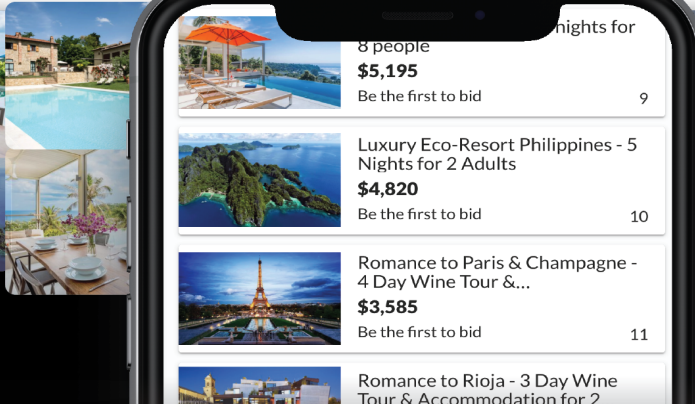 nights for
8 people
$5,195
Be the first to bid
9
Luxury Eco-Resort Philippines - 5
Nights for 2 Adults
$4,820
Be the first to bid
10
Romance to Paris & Champagne -
4 Day Wine Tour &...
$3,585
Be the first to bid
11
Romance to Rioja - 3 Day Wine
Tour & Accommodation for 2